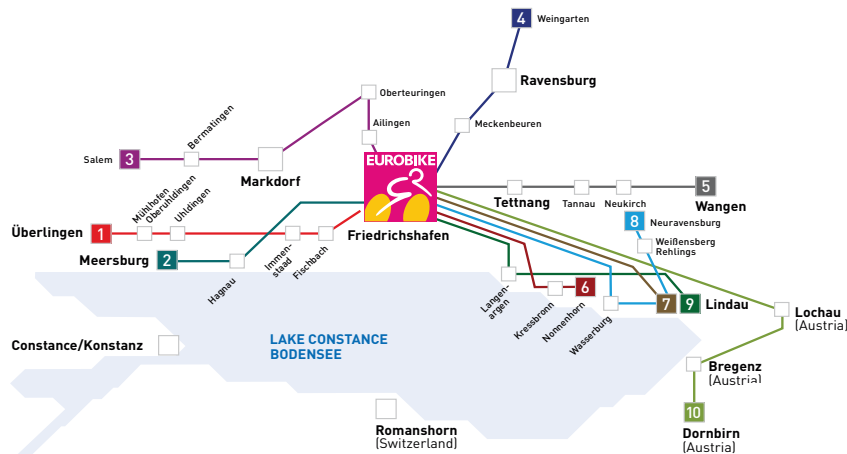 4 Weingarten
Ravensburg
Oberteuringen
Ailingen
Meckenbeuren
Bermatingen
Salem 3
Markdorf
EUROBIKE
Friedrichshafen
Tettnang
Tannau
Neukirch
5
Wangen
Mühlhofen
Oberuhldingen
Uhldingen
Überlingen 1
Immen-
staad
Fischbach
Meersburg 2
Hagnau
8 Neuravensburg
Weißensberg
Rehlings
Langen-
argen
Kressbronn
6
Nonnenhorn
Wasserburg
7 9 Lindau
Lochau
(Austria)
Constance/Konstanz
LAKE CONSTANCE
BODENSEE
Bregenz
(Austria)
10
Dornbirn
(Austria)
Romanshorn
(Switzerland)